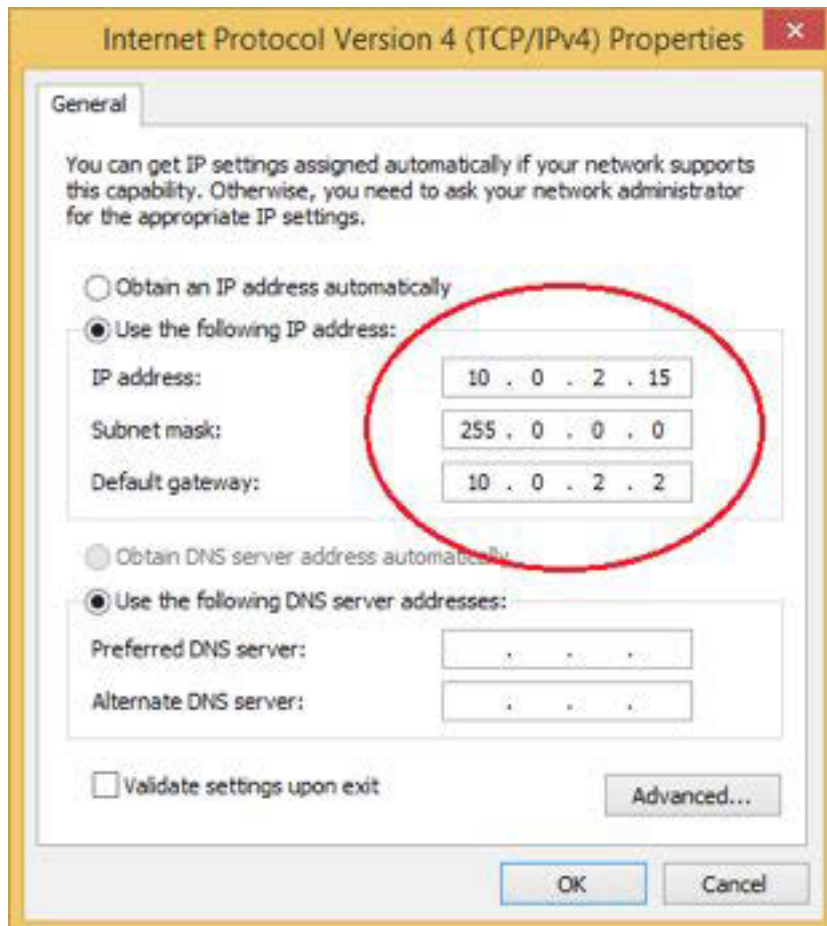 Internet Protocol Version 4 (TCP/IPv4) Properties
General
You can get IP settings assigned automatically if your network supports
this capability. Otherwise, you need to ask your network administrator
for the appropriate IP settings.
Obtain an IP address automatically
Use the following IP address:
IP address: 10 . 0 . 2 . 15
Subnet mask: 255 . 0 . 0 . 0
Default gateway: 10 . 0 . 2 . 2
Obtain DNS server address automatically
Use the following DNS server addresses:
Preferred DNS server: . . .
Alternate DNS server: . . .
Validate settings upon exit
Advanced...
OK Cancel